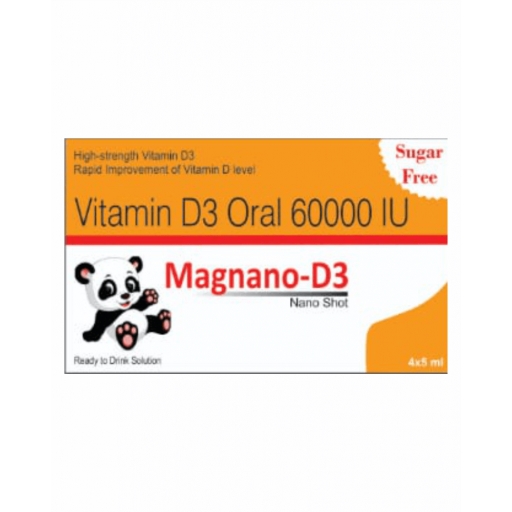 High-strength Vitamin D3
Rapid Improvement of Vitamin D level
Sugar
Free
Vitamin D3 Oral 60000 IU
Magnano-D3
Nano Shot
Ready to Drink Solution
4x5 ml